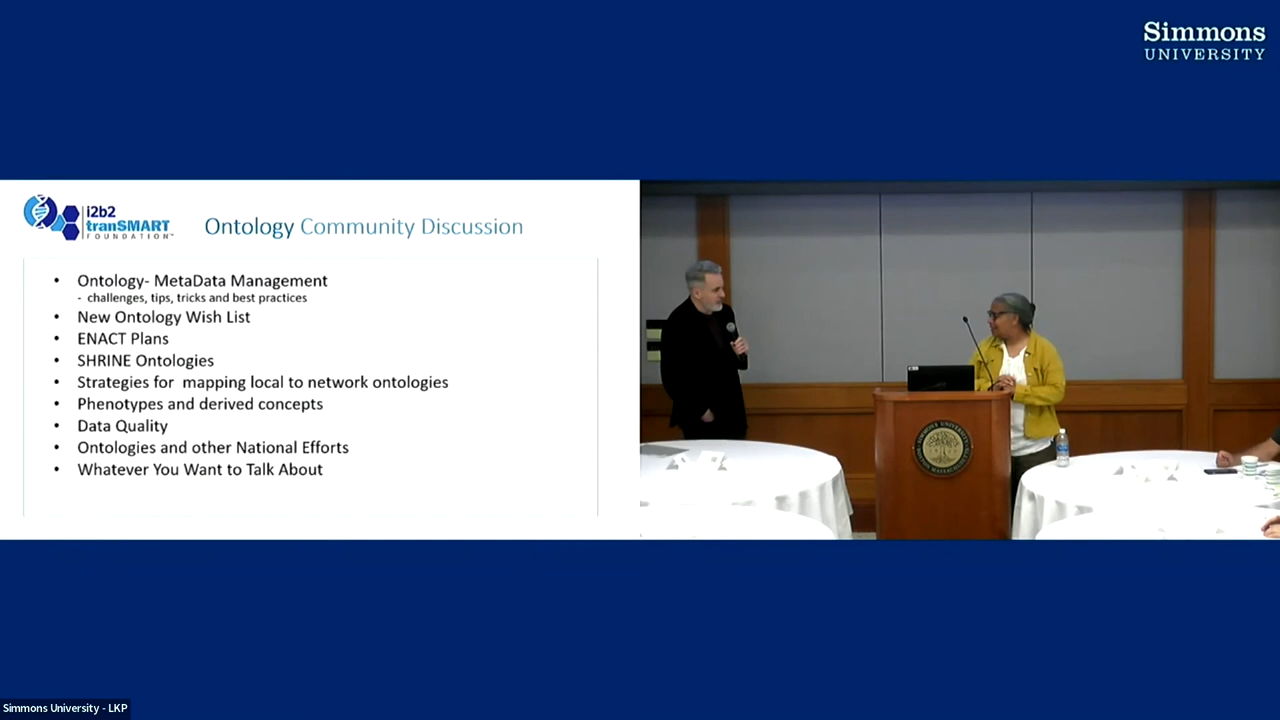 Simmons
UNIVERSITY
i2b2
tranSMART
FOUNDATION™
Ontology Community Discussion
• Ontology- MetaData Management
- challenges, tips, tricks and best practices
• New Ontology Wish List
• ENACT Plans
• SHRINE Ontologies
• Strategies for mapping local to network ontologies
• Phenotypes and derived concepts
• Data Quality
• Ontologies and other National Efforts
• Whatever You Want to Talk About
Simmons University - LKP